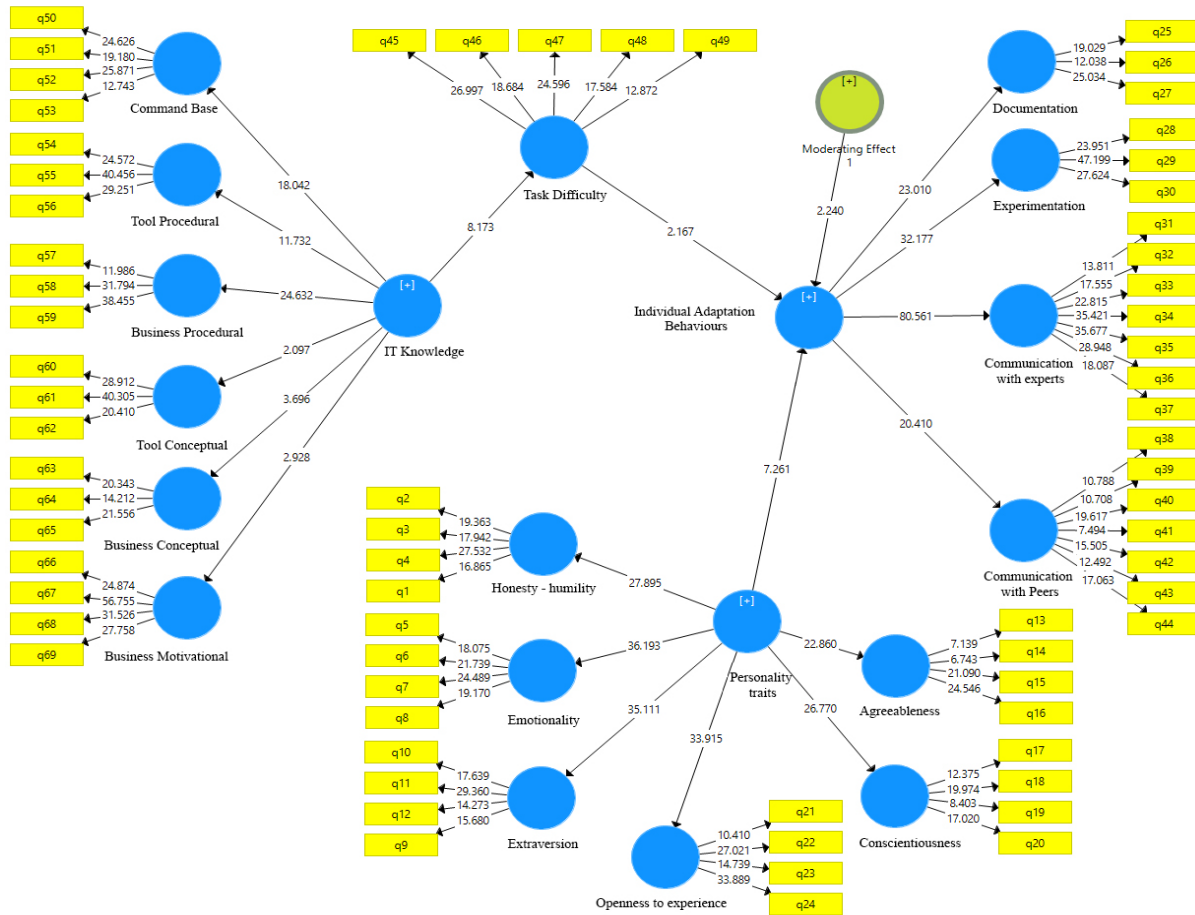 q50
q51
q52
q53
24.626
19.180
25.871
12.743
Command Base
q54
q55
q56
24.572
40.456
29.251
Tool Procedural
q57
q58
q59
11.986
31.794
38.455
Business Procedural
q60
q61
q62
28.912
40.305
20.410
Tool Conceptual
q63
q64
q65
20.343
14.212
21.556
Business Conceptual
q66
q67
q68
q69
24.874
56.755
31.526
27.758
Business Motivational
18.042
11.732
24.632
2.097
3.696
2.928
[+]
IT Knowledge
8.173
q45
q46
q47
q48
q49
26.997
18.684
24.596
17.584
12.872
Task Difficulty
2.167
[+]
Moderating Effect
1
2.240
[+]
Individual Adaptation
Behaviours
23.010
32.177
80.561
20.410
7.261
Documentation
19.029
12.038
25.034
q25
q26
q27
Experimentation
23.951
47.199
27.624
q28
q29
q30
Communication
with experts
13.811
17.555
22.815
35.421
35.677
28.948
18.087
q31
q32
q33
q34
q35
q36
q37
Communication
with Peers
10.788
10.708
19.617
7.494
15.505
12.492
17.063
q38
q39
q40
q41
q42
q43
q44
q2
q3
q4
q1
19.363
17.942
27.532
16.865
Honesty - humility
27.895
q5
q6
q7
q8
18.075
21.739
24.489
19.170
Emotionality
36.193
q10
q11
q12
q9
17.639
29.360
14.273
15.680
Extraversion
35.111
[+]
Personality
traits
33.915
22.860
26.770
Agreeableness
7.139
6.743
21.090
24.546
q13
q14
q15
q16
Conscientiousness
12.375
19.974
8.403
17.020
q17
q18
q19
q20
Openness to experience
10.410
27.021
14.739
33.889
q21
q22
q23
q24